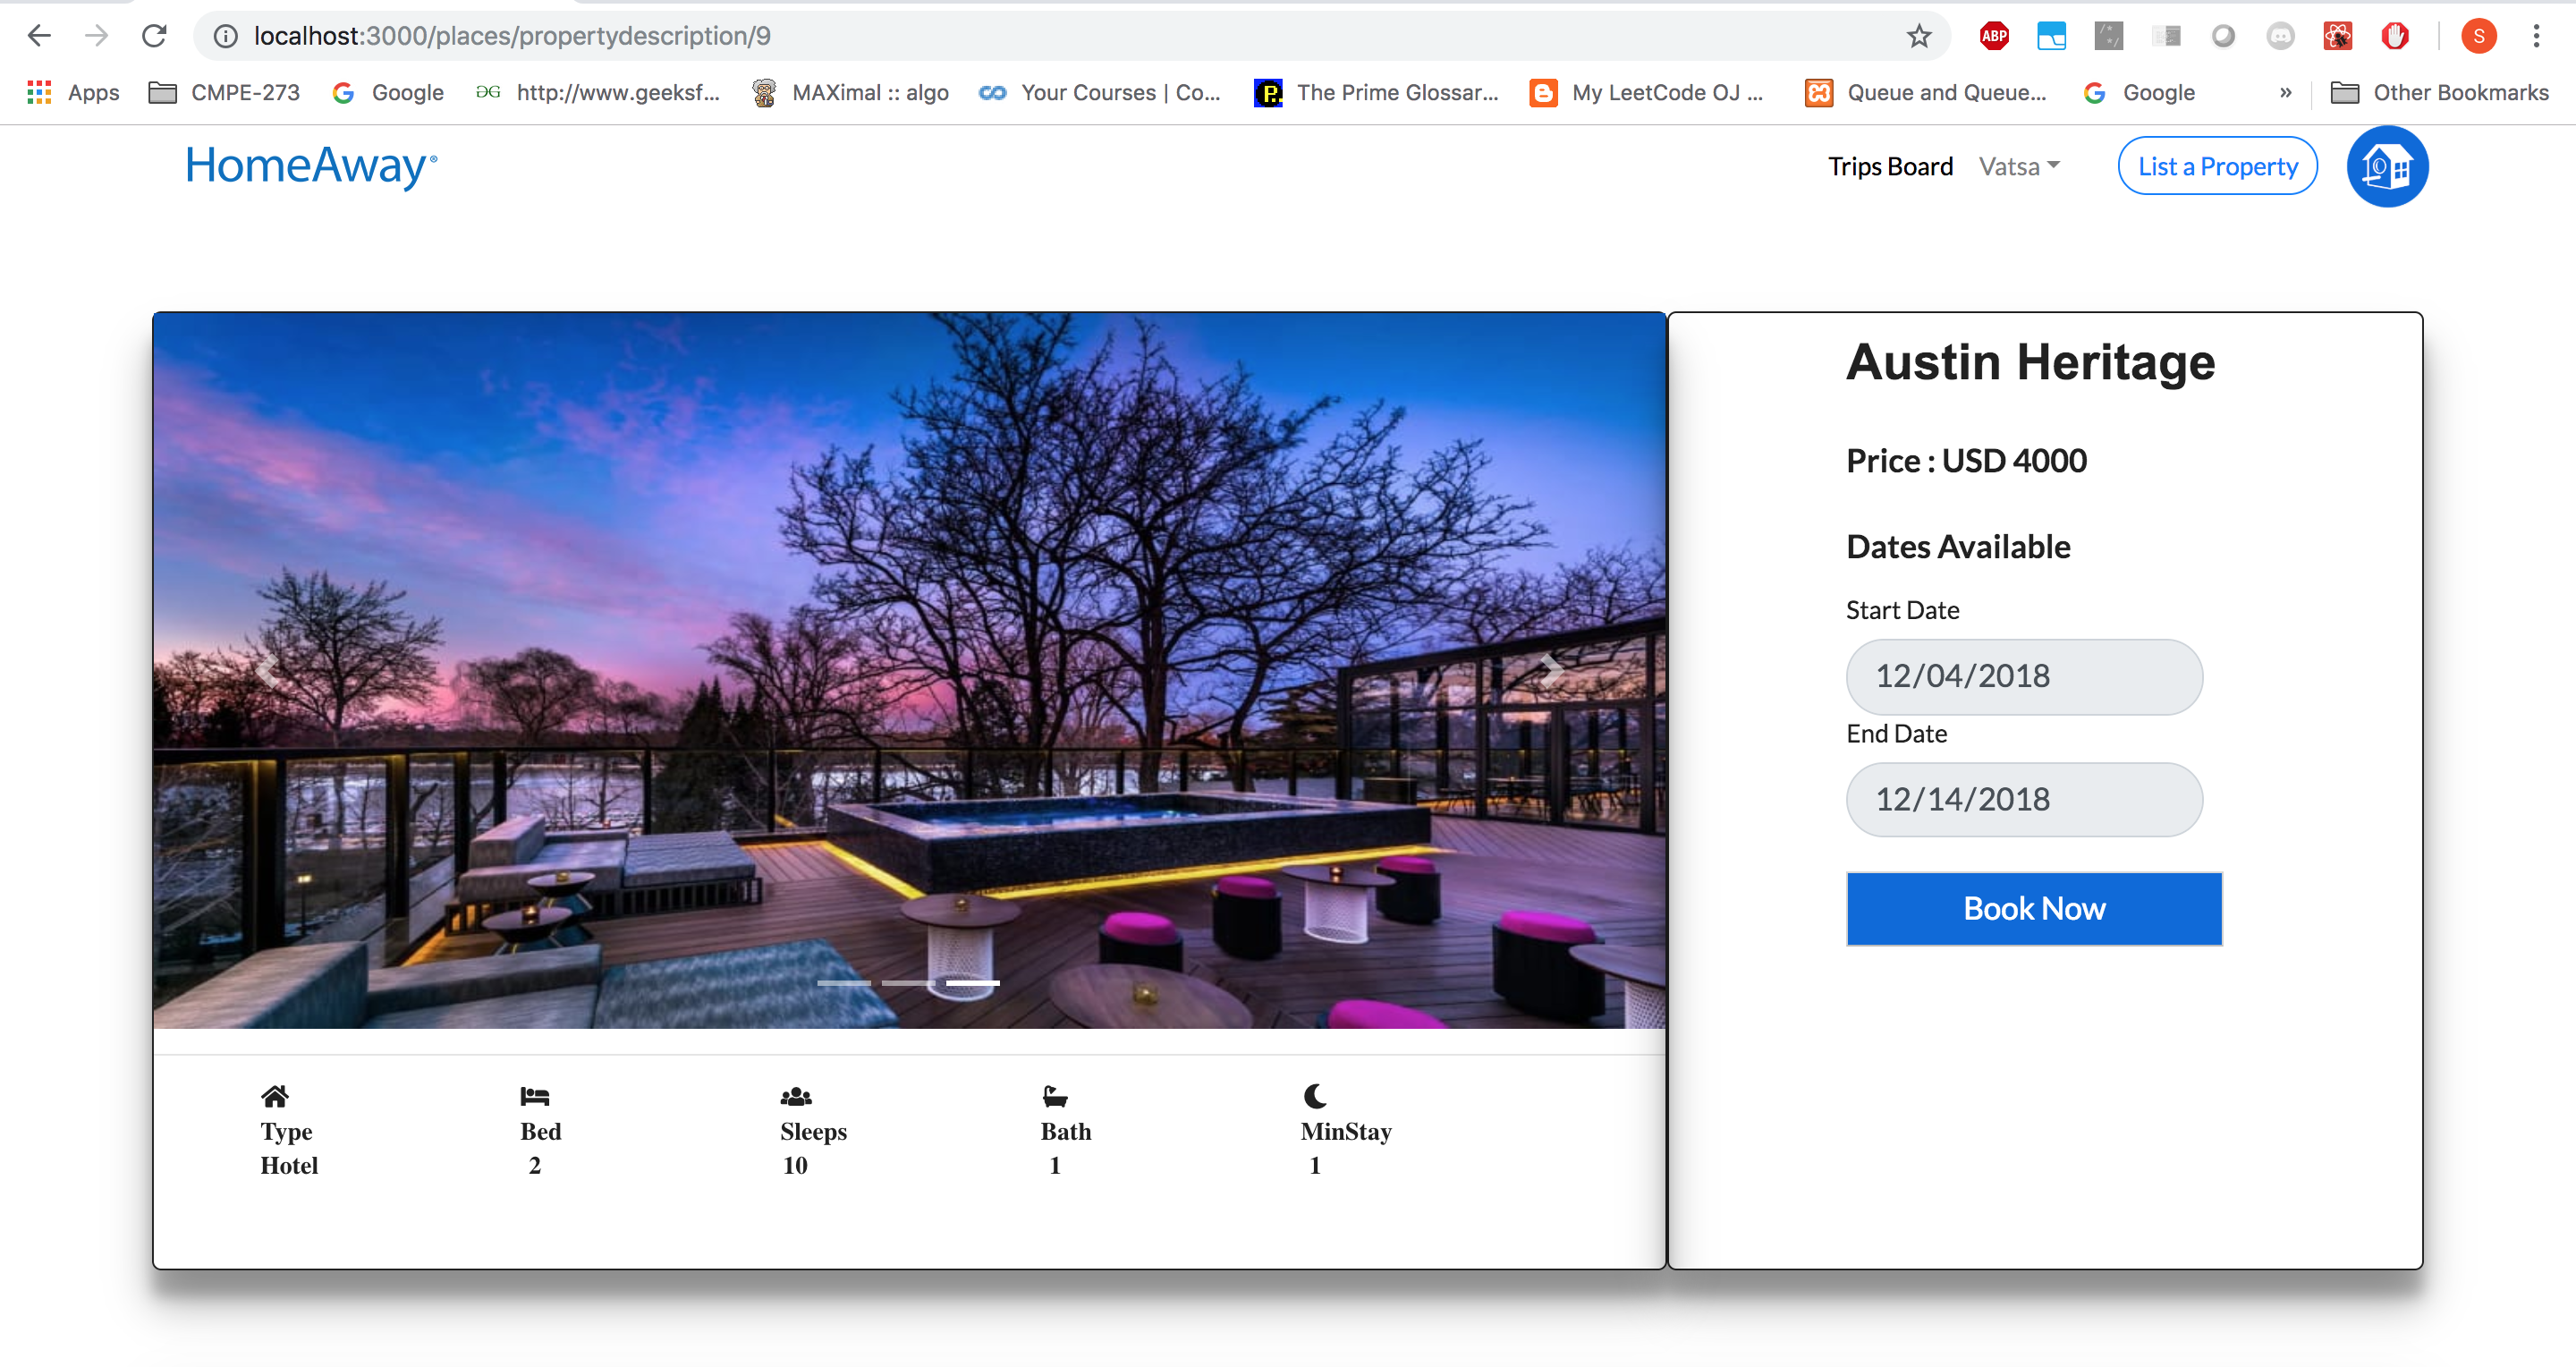 localhost:3000/places/propertydescription/9
ABP
S
Apps CMPE-273 Google http://www.geeksf... MAXimal :: algo Your Courses | Co... The Prime Glossar... My LeetCode OJ ... Queue and Queue... Google » Other Bookmarks
HomeAway® Trips Board Vatsa List a Property
Austin Heritage
Price : USD 4000
Dates Available
Start Date
12/04/2018
End Date
12/14/2018
Book Now
Type Bed Sleeps Bath MinStay
Hotel 2 10 1 1